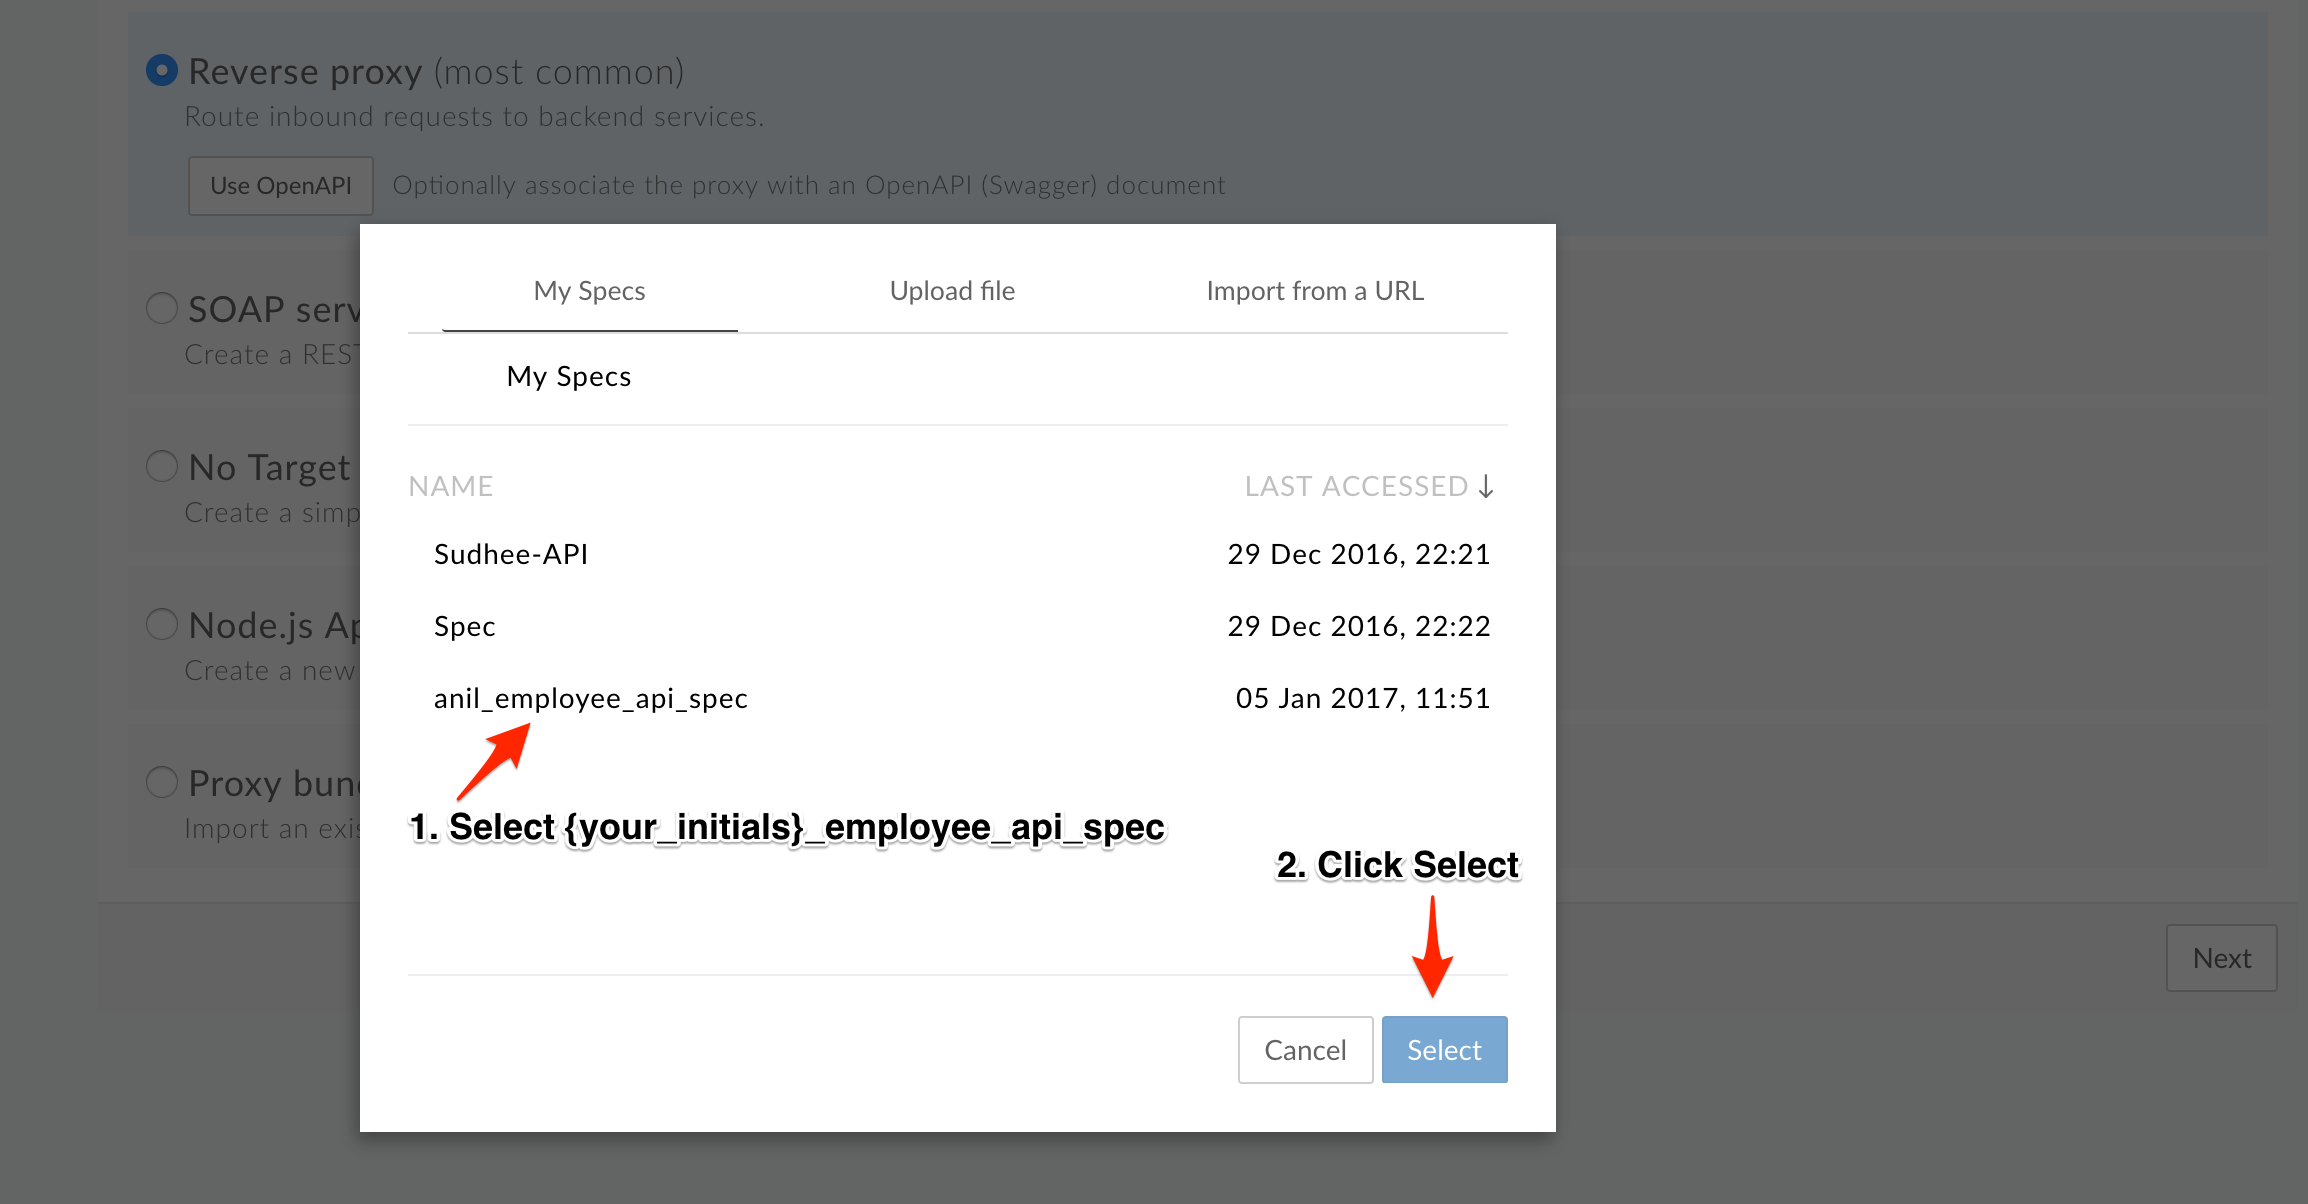 Reverse proxy (most common)
Route inbound requests to backend services.
Use OpenAPI Optionally associate the proxy with an OpenAPI (Swagger) document
SOAP serv
Create a REST
No Target
Create a simp
Node.js Ap
Create a new
Proxy bun
Import an exis
My Specs Upload file Import from a URL
My Specs
NAME LAST ACCESSED ↓
Sudhee-API 29 Dec 2016, 22:21
Spec 29 Dec 2016, 22:22
anil_employee_api_spec 05 Jan 2017, 11:51
1. Select {your_initials}_employee_api_spec
2. Click Select
Cancel Select
Next